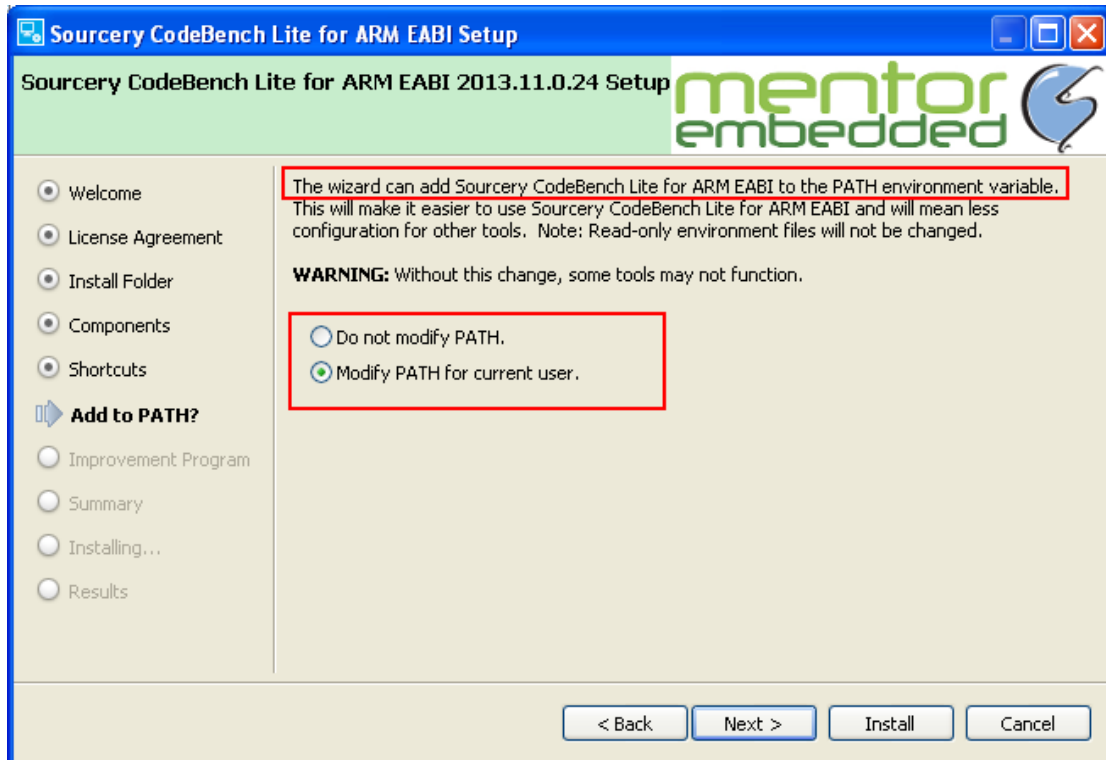 Sourcery CodeBench Lite for ARM EABI Setup
Sourcery CodeBench Lite for ARM EABI 2013.11.0.24 Setup
mentor
embedded
Welcome
License Agreement
Install Folder
Components
Shortcuts
Add to PATH?
Improvement Program
Summary
Installing...
Results
The wizard can add Sourcery CodeBench Lite for ARM EABI to the PATH environment variable.
This will make it easier to use Sourcery CodeBench Lite for ARM EABI and will mean less
configuration for other tools.  Note: Read-only environment files will not be changed.
WARNING: Without this change, some tools may not function.
Do not modify PATH.
Modify PATH for current user.
< Back
Next >
Install
Cancel